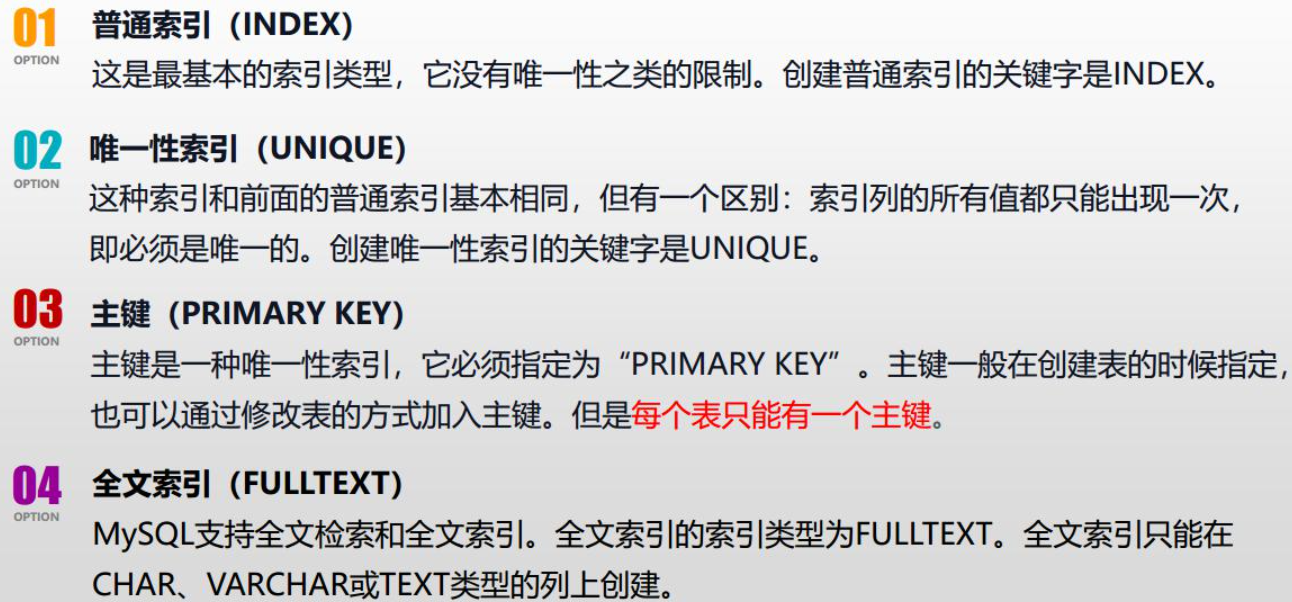 01
OPTION
普通索引（INDEX）
这是最基本的索引类型，它没有唯一性之类的限制。创建普通索引的关键字是INDEX。
02
OPTION
唯一性索引（UNIQUE）
这种索引和前面的普通索引基本相同，但有一个区别：索引列的所有值都只能出现一次，
即必须是唯一的。创建唯一性索引的关键字是UNIQUE。
03
OPTION
主键（PRIMARY KEY）
主键是一种唯一性索引，它必须指定为“PRIMARY KEY”。主键一般在创建表的时候指定，
也可以通过修改表的方式加入主键。但是每个表只能有一个主键。
04
OPTION
全文索引（FULLTEXT）
MySQL支持全文检索和全文索引。全文索引的索引类型为FULLTEXT。全文索引只能在
CHAR、VARCHAR或TEXT类型的列上创建。